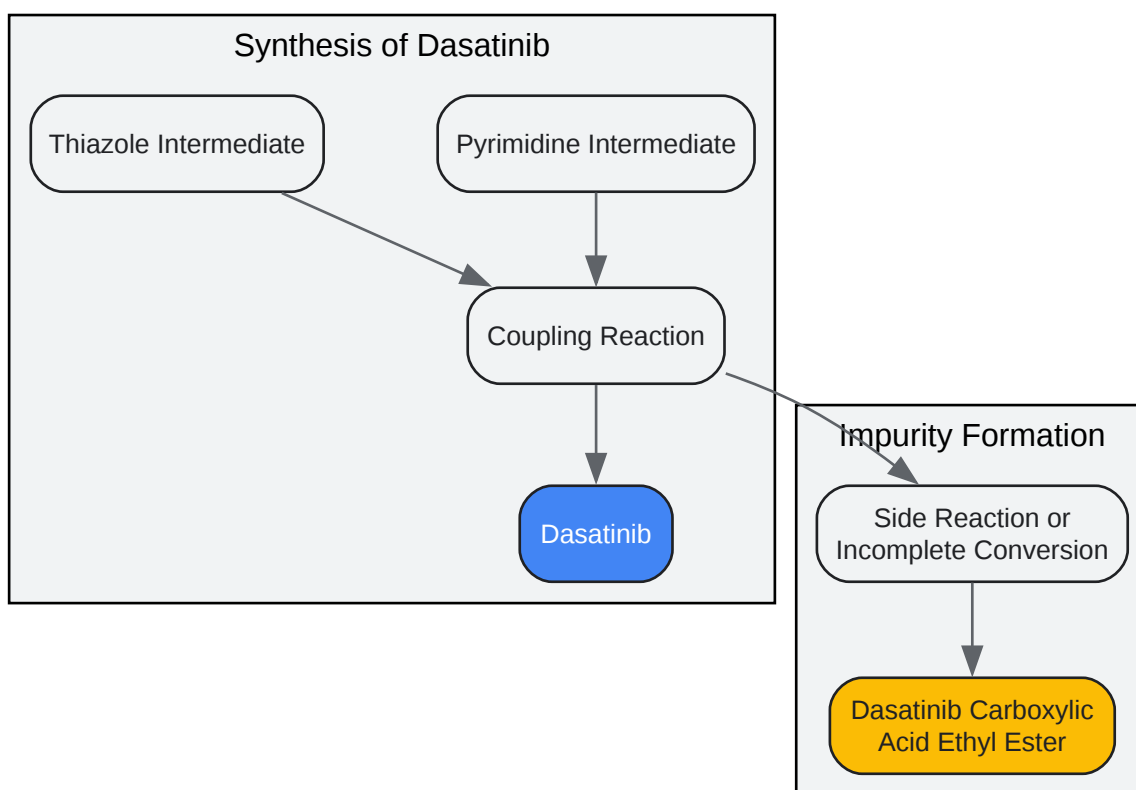 Synthesis of Dasatinib
Thiazole Intermediate
Pyrimidine Intermediate
Coupling Reaction
Dasatinib
Impurity Formation
Side Reaction or
Incomplete Conversion
Dasatinib Carboxylic
Acid Ethyl Ester